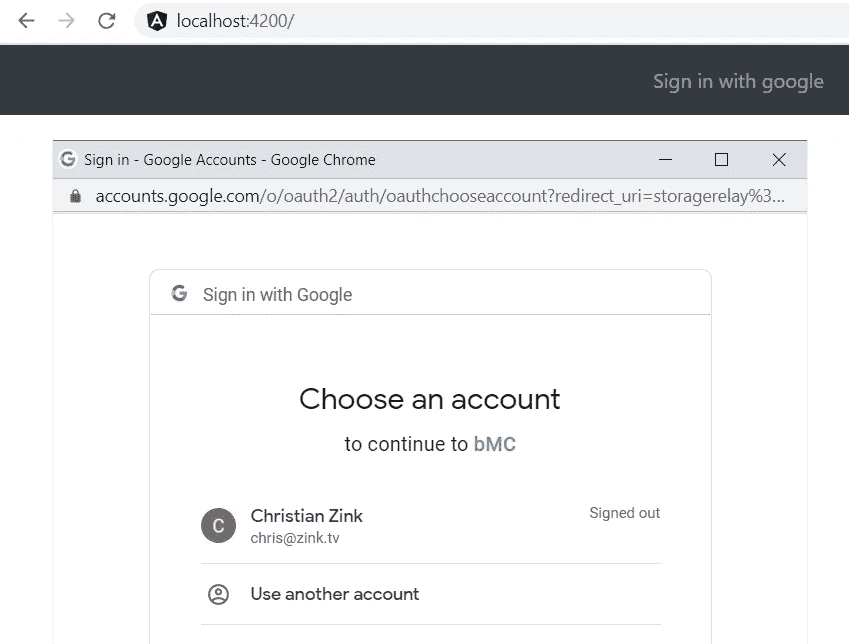 localhost:4200/
Sign in with google
Sign in - Google Accounts - Google Chrome
accounts.google.com/o/oauth2/auth/oauthchooseaccount?redirect_uri=storagerelay%3...
Sign in with Google
Choose an account
to continue to bMC
C
Christian Zink
Signed out
chris@zink.tv
Use another account